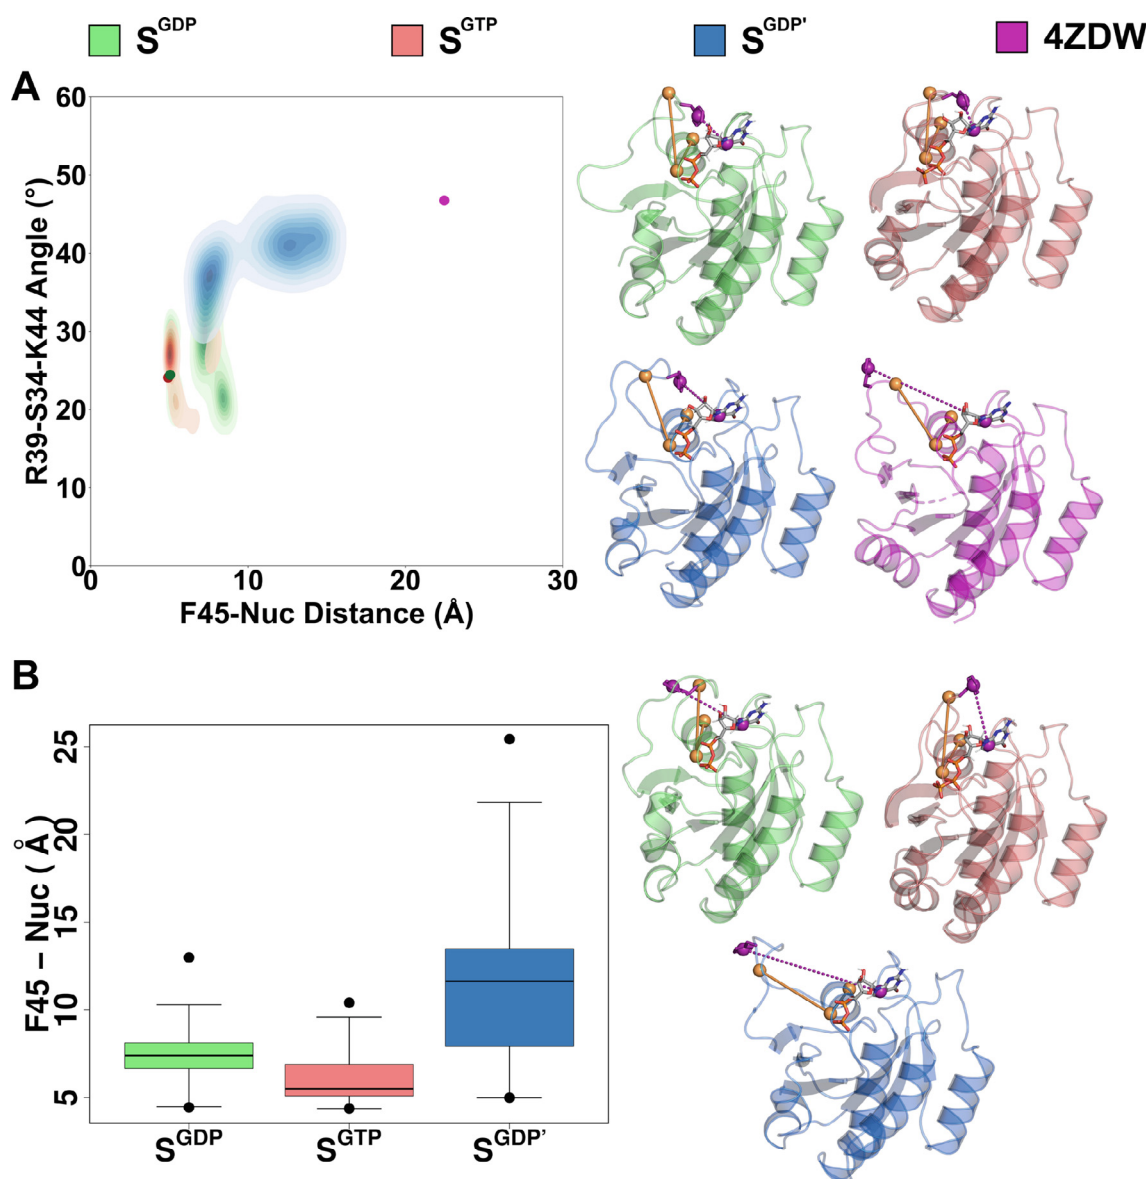 S^GDP S^GTP S^GDP' 4ZDW
A
60
50
40
30
20
10
0
R39-S34-K44 Angle (°)
0 10 20 30
F45-Nuc Distance (Å)
B
25
20
15
10
5
F45 – Nuc ( Å )
S^GDP S^GTP S^GDP'